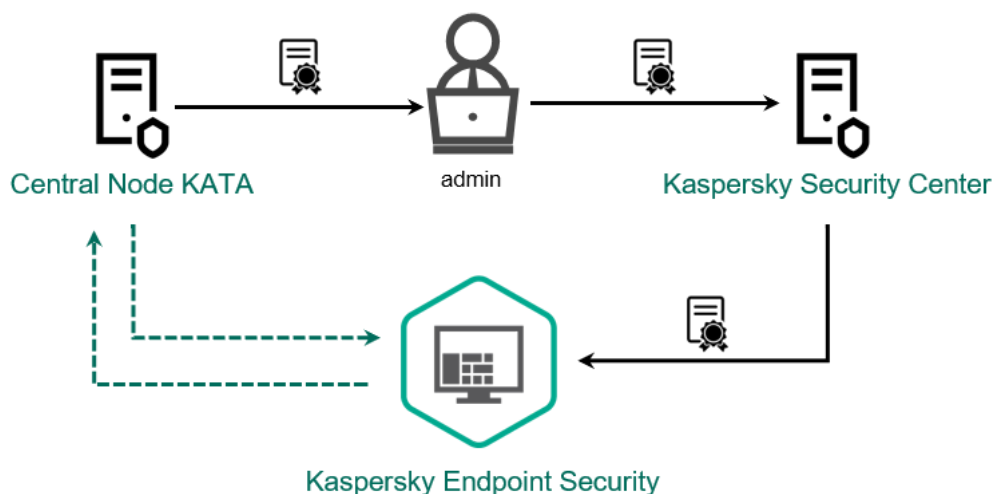 Central Node KATA
admin
Kaspersky Security Center
Kaspersky Endpoint Security